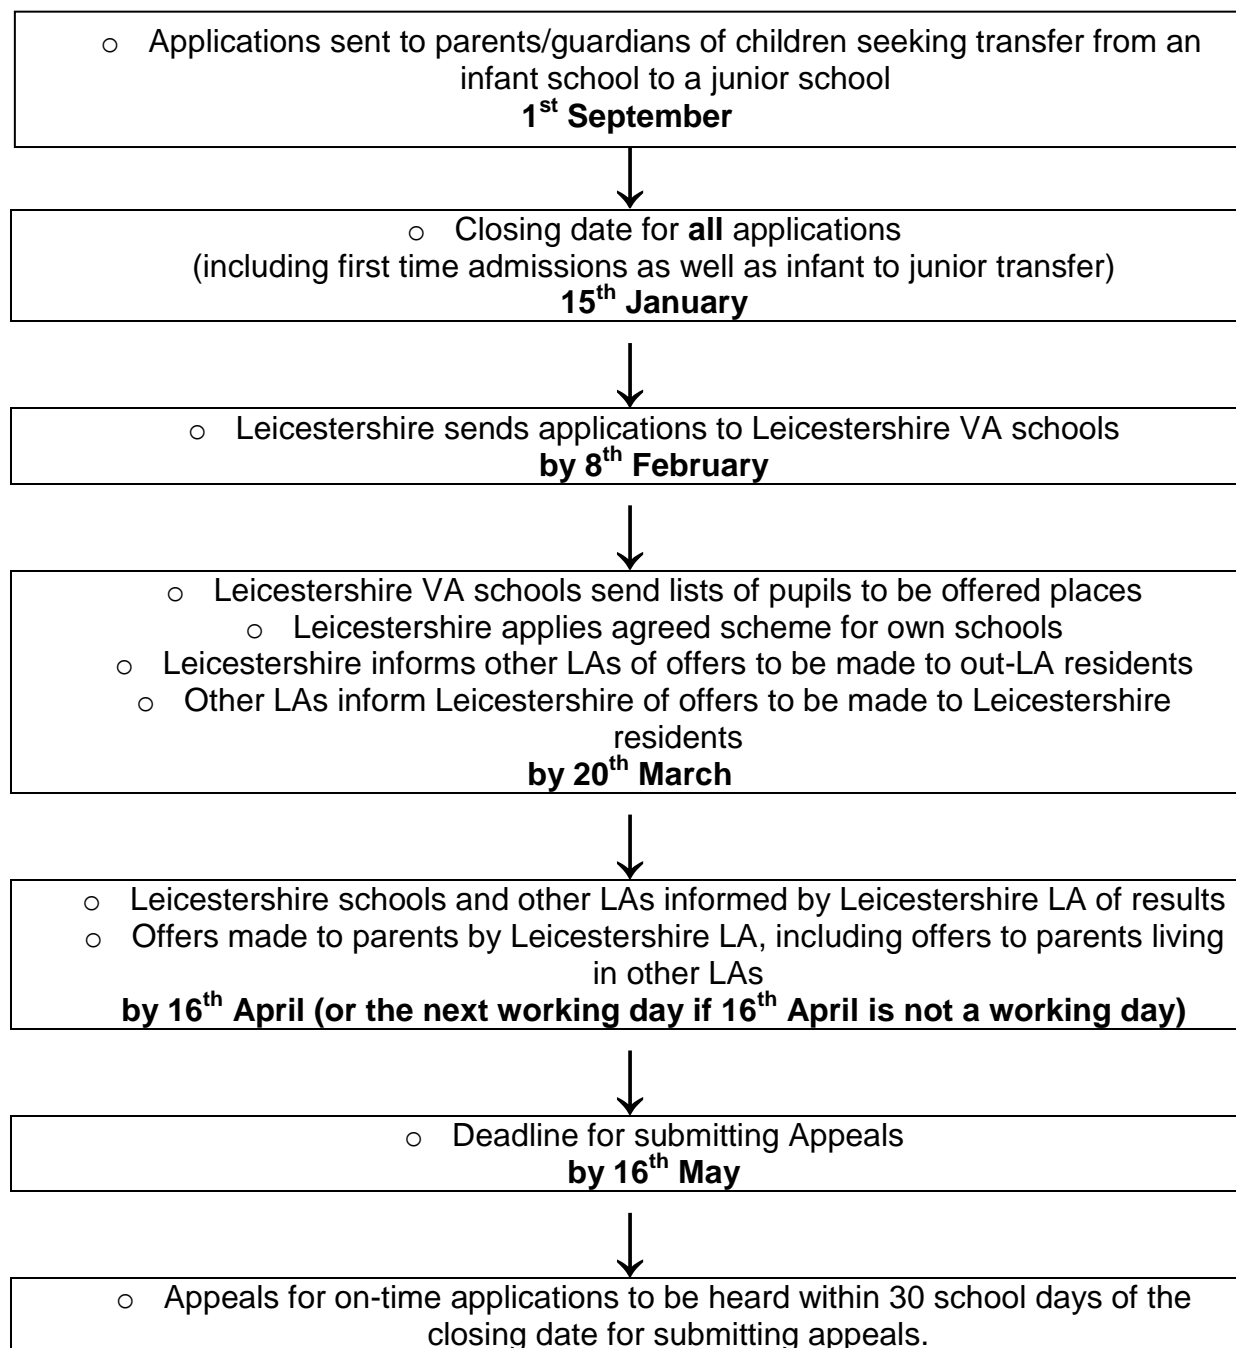 ○ Applications sent to parents/guardians of children seeking transfer from an
infant school to a junior school
1st September
○ Closing date for all applications
(including first time admissions as well as infant to junior transfer)
15th January
○ Leicestershire sends applications to Leicestershire VA schools
by 8th February
○ Leicestershire VA schools send lists of pupils to be offered places
○ Leicestershire applies agreed scheme for own schools
○ Leicestershire informs other LAs of offers to be made to out-LA residents
○ Other LAs inform Leicestershire of offers to be made to Leicestershire
residents
by 20th March
○ Leicestershire schools and other LAs informed by Leicestershire LA of results
○ Offers made to parents by Leicestershire LA, including offers to parents living
in other LAs
by 16th April (or the next working day if 16th April is not a working day)
○ Deadline for submitting Appeals
by 16th May
○ Appeals for on-time applications to be heard within 30 school days of the
closing date for submitting appeals.